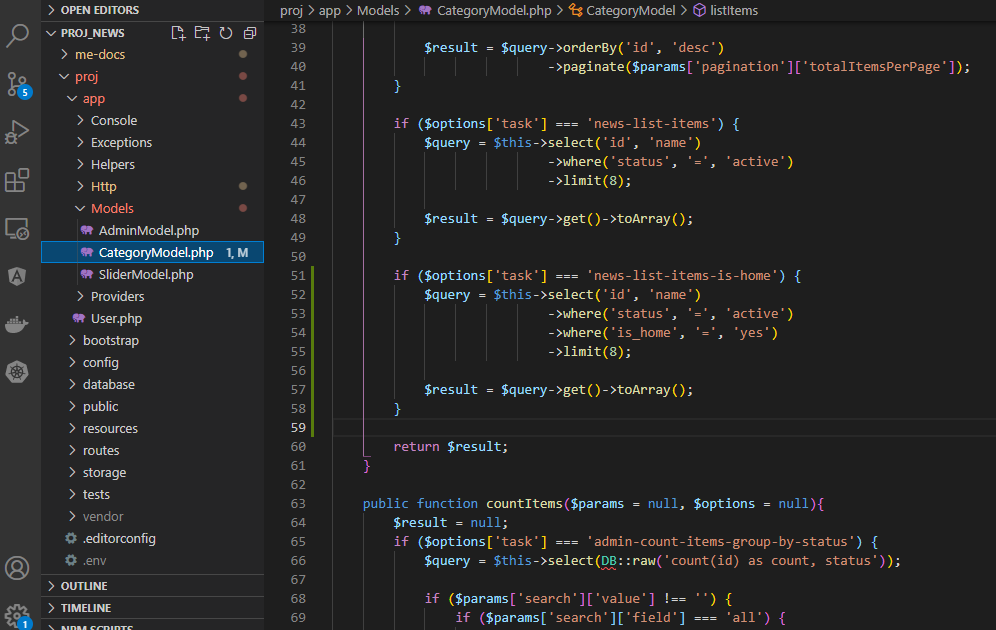 OPEN EDITORS
PROJ_NEWS
me-docs
proj
app
Console
Exceptions
Helpers
Http
Models
AdminModel.php
CategoryModel.php 1, M
SliderModel.php
Providers
User.php
bootstrap
config
database
public
resources
routes
storage
tests
vendor
.editorconfig
.env
OUTLINE
TIMELINE
NPM SCRIPTS
5
1
proj > app > Models > CategoryModel.php > CategoryModel > listItems
38
39 $result = $query->orderBy('id', 'desc')
40 ->paginate($params['pagination']['totalItemsPerPage']);
41 }
42
43 if ($options['task'] === 'news-list-items') {
44 $query = $this->select('id', 'name')
45 ->where('status', '=', 'active')
46 ->limit(8);
47
48 $result = $query->get()->toArray();
49 }
50
51 if ($options['task'] === 'news-list-items-is-home') {
52 $query = $this->select('id', 'name')
53 ->where('status', '=', 'active')
54 ->where('is_home', '=', 'yes')
55 ->limit(8);
56
57 $result = $query->get()->toArray();
58 }
59
60 return $result;
61 }
62
63 public function countItems($params = null, $options = null){
64 $result = null;
65 if ($options['task'] === 'admin-count-items-group-by-status') {
66 $query = $this->select(DB::raw('count(id) as count, status'));
67
68 if ($params['search']['value'] !== '') {
69 if ($params['search']['field'] === 'all') {